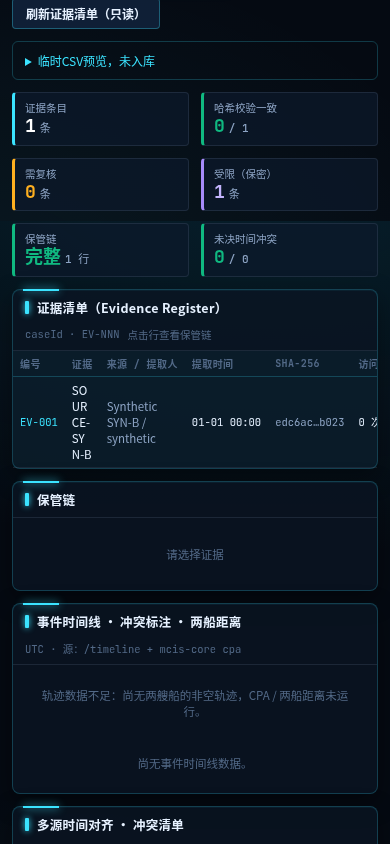 刷新证据清单（只读）
▶ 临时CSV预览，未入库
证据条目
1 条
哈希校验一致
0 / 1
需复核
0 条
受限（保密）
1 条
保管链
完整 1 行
未决时间冲突
0 / 0
证据清单（Evidence Register）
caseId · EV-NNN 点击行查看保管链
编号 证据 来源 / 提取人 提取时间 SHA-256 访问
EV-001 SOURCE-SYN-B Synthetic SYN-B / synthetic 01-01 00:00 edc6ac…b023 0 次
保管链
请选择证据
事件时间线 · 冲突标注 · 两船距离
UTC · 源: /timeline + mcis-core cpa
轨迹数据不足：尚无两艘船的非空轨迹，CPA / 两船距离未运
行。
尚无事件时间线数据。
多源时间对齐 · 冲突清单